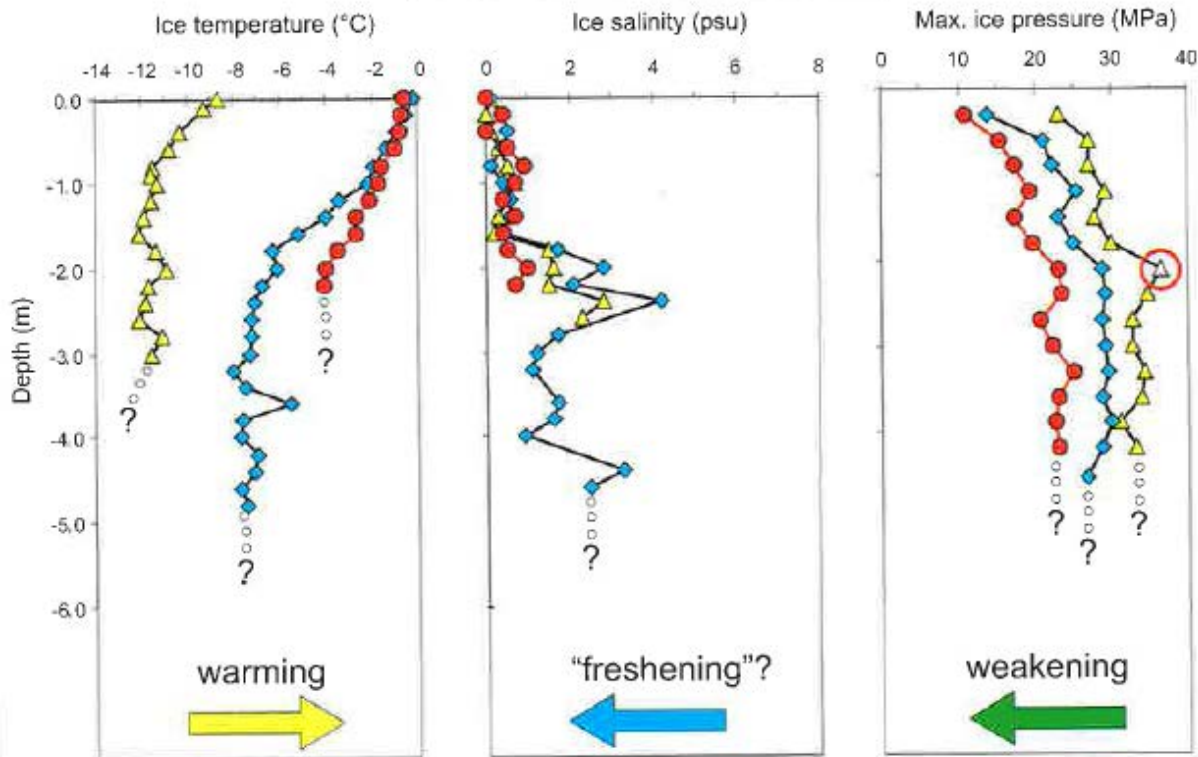 Ice temperature (°C)
-14 -12 -10 -8 -6 -4 -2 0
Ice salinity (psu)
0 2 4 6 8
Max. ice pressure (MPa)
0 10 20 30 40
Depth (m)
0.0
-1.0
-2.0
-3.0
-4.0
-5.0
-6.0
?
?
?
?
?
?
?
warming
"freshening"?
weakening